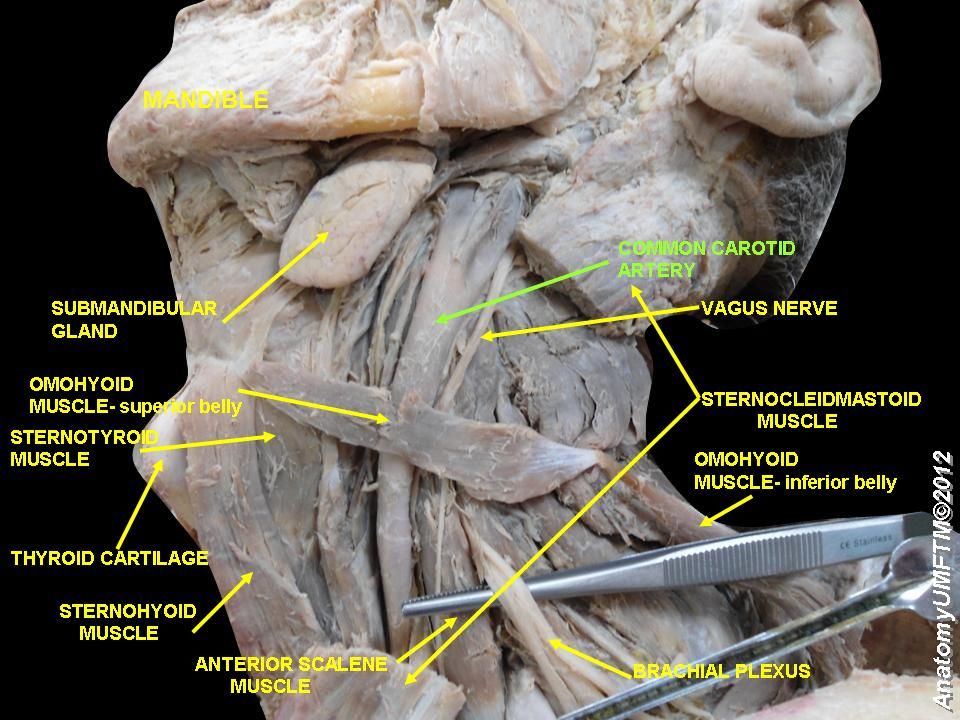 MANDIBLE
COMMON CAROTID
ARTERY
SUBMANDIBULAR
GLAND
VAGUS NERVE
OMOHYOID
MUSCLE- superior belly
STERNOCLEIDMASTOID
MUSCLE
STERNOTYROID
MUSCLE
OMOHYOID
MUSCLE- inferior belly
CE Stainless
THYROID CARTILAGE
STERNOHYOID
MUSCLE
ANTERIOR SCALENE
MUSCLE
BRACHIAL PLEXUS
AnatomyUMFTM©2012